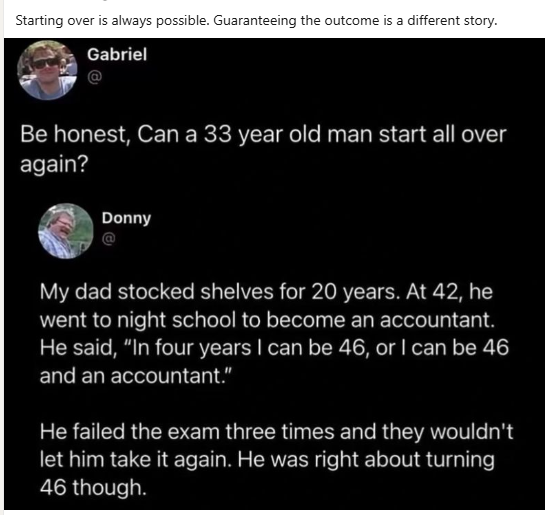 Starting over is always possible. Guaranteeing the outcome is a different story.
Gabriel
@
Be honest, Can a 33 year old man start all over
again?
Donny
@
My dad stocked shelves for 20 years. At 42, he
went to night school to become an accountant.
He said, “In four years I can be 46, or I can be 46
and an accountant.”
He failed the exam three times and they wouldn't
let him take it again. He was right about turning
46 though.